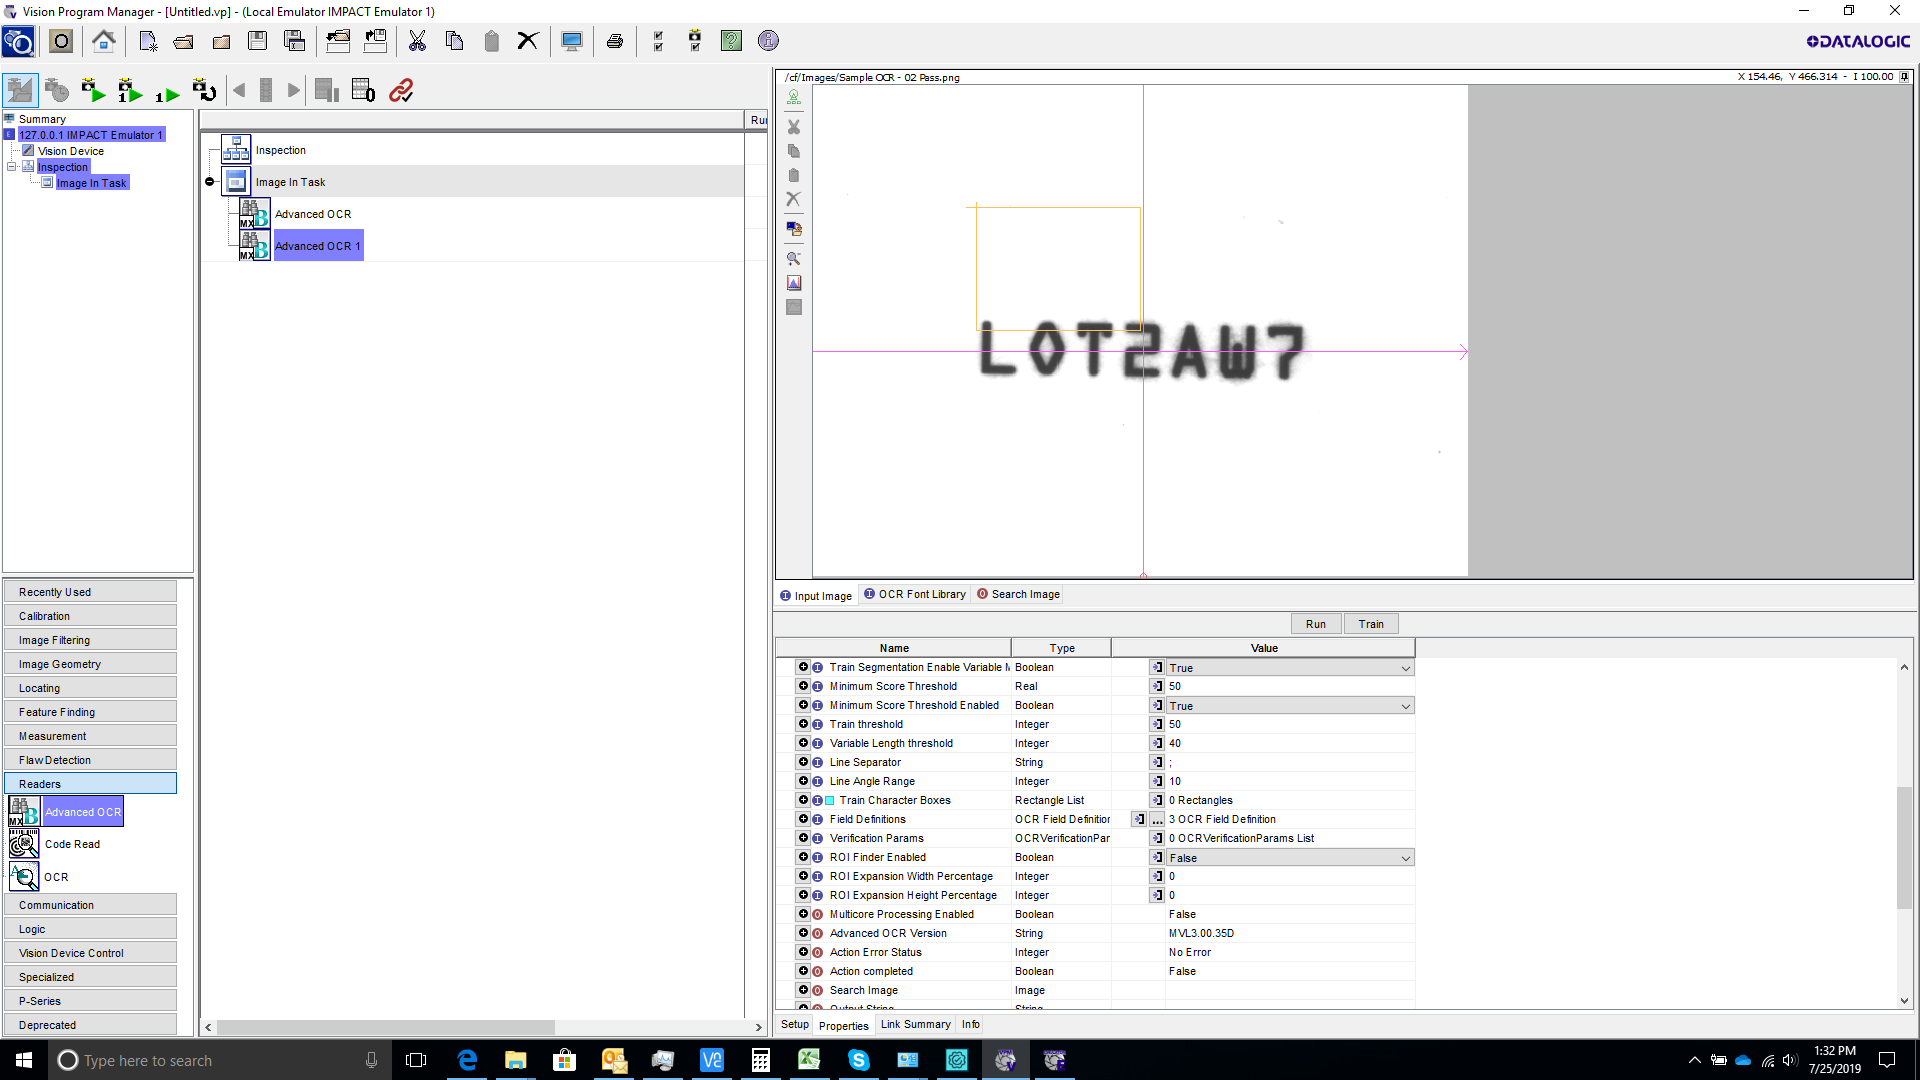 Vision Program Manager - [Untitled.vp] - (Local Emulator IMPACT Emulator 1)
DATALOGIC
Summary
127.0.0.1 IMPACT Emulator 1
Vision Device
Inspection
Image In Task
Run
Inspection
Image In Task
Advanced OCR
Advanced OCR 1
/cf/Images/Sample OCR - 02 Pass.png
X 154.46, Y 466.314 - I 100.00
LOT2AW7
Input Image OCR Font Library Search Image
Run Train
Name Type Value
Train Segmentation Enable Variable Boolean True
Minimum Score Threshold Real 50
Minimum Score Threshold Enabled Boolean True
Train threshold Integer 50
Variable Length threshold Integer 40
Line Separator String ;
Line Angle Range Integer 10
Train Character Boxes Rectangle List 0 Rectangles
Field Definitions OCR Field Definition ... 3 OCR Field Definition
Verification Params OCRVerificationPar 0 OCRVerificationParams List
ROI Finder Enabled Boolean False
ROI Expansion Width Percentage Integer 0
ROI Expansion Height Percentage Integer 0
Multicore Processing Enabled Boolean False
Advanced OCR Version String MVL3.00.35D
Action Error Status Integer No Error
Action completed Boolean False
Search Image Image
Output String String
Setup Properties Link Summary Info
Recently Used
Calibration
Image Filtering
Image Geometry
Locating
Feature Finding
Measurement
Flaw Detection
Readers
Advanced OCR
Code Read
OCR
Communication
Logic
Vision Device Control
Specialized
P-Series
Deprecated
Type here to search
1:32 PM
7/25/2019